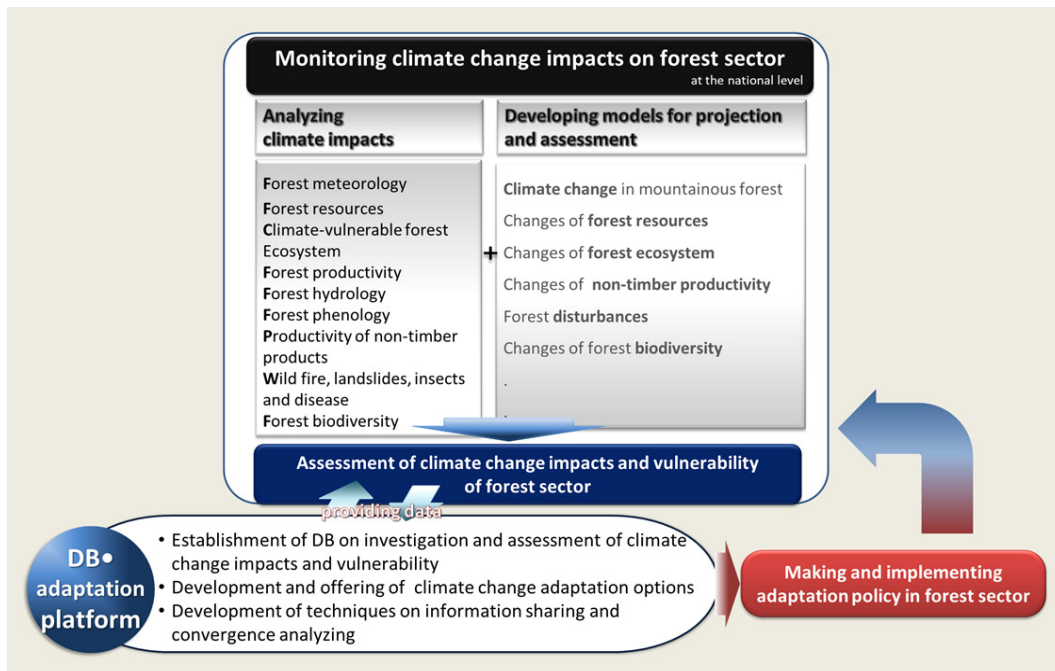 Monitoring climate change impacts on forest sector
at the national level
Analyzing
climate impacts
Forest meteorology
Forest resources
Climate-vulnerable forest
Ecosystem
Forest productivity
Forest hydrology
Forest phenology
Productivity of non-timber
products
Wild fire, landslides, insects
and disease
Forest biodiversity
+
Developing models for projection
and assessment
Climate change in mountainous forest
Changes of forest resources
Changes of forest ecosystem
Changes of non-timber productivity
Forest disturbances
Changes of forest biodiversity
.
.
Assessment of climate change impacts and vulnerability
of forest sector
providing data
DB•
adaptation
platform
• Establishment of DB on investigation and assessment of climate
change impacts and vulnerability
• Development and offering of climate change adaptation options
• Development of techniques on information sharing and
convergence analyzing
Making and implementing
adaptation policy in forest sector